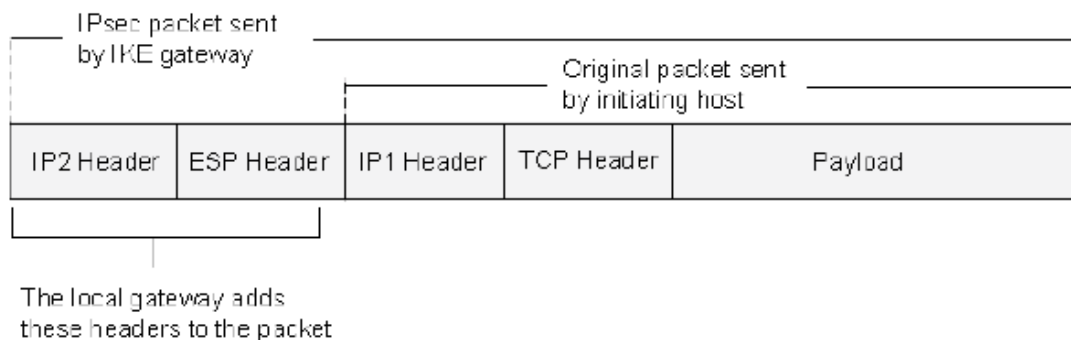 IPsec packet sent
by IKE gateway
Original packet sent
by initiating host
IP2 Header ESP Header IP1 Header TCP Header Payload
The local gateway adds
these headers to the packet